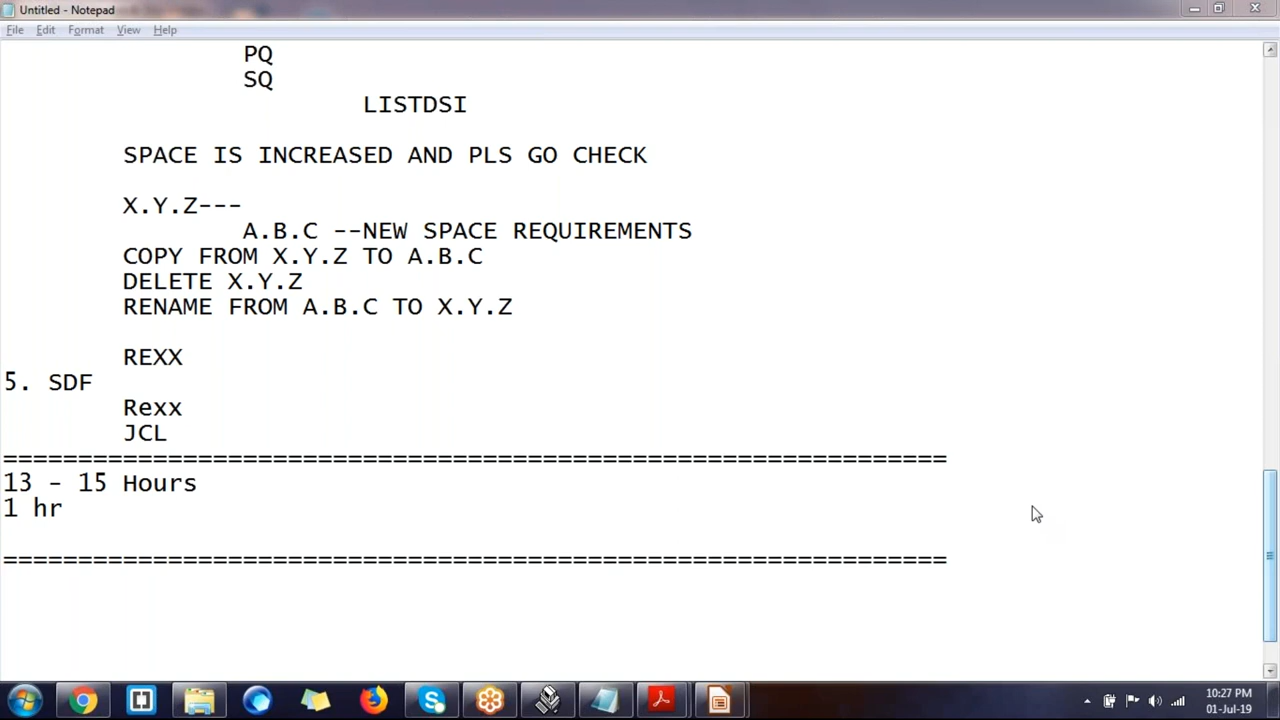 Untitled - Notepad
File Edit Format View Help
PQ
SQ
LISTDSI
SPACE IS INCREASED AND PLS GO CHECK
X.Y.Z---
A.B.C --NEW SPACE REQUIREMENTS
COPY FROM X.Y.Z TO A.B.C
DELETE X.Y.Z
RENAME FROM A.B.C TO X.Y.Z
REXX
5. SDF
Rexx
JCL
===============================================================
13 - 15 Hours
1 hr
===============================================================
10:27 PM
01-Jul-19